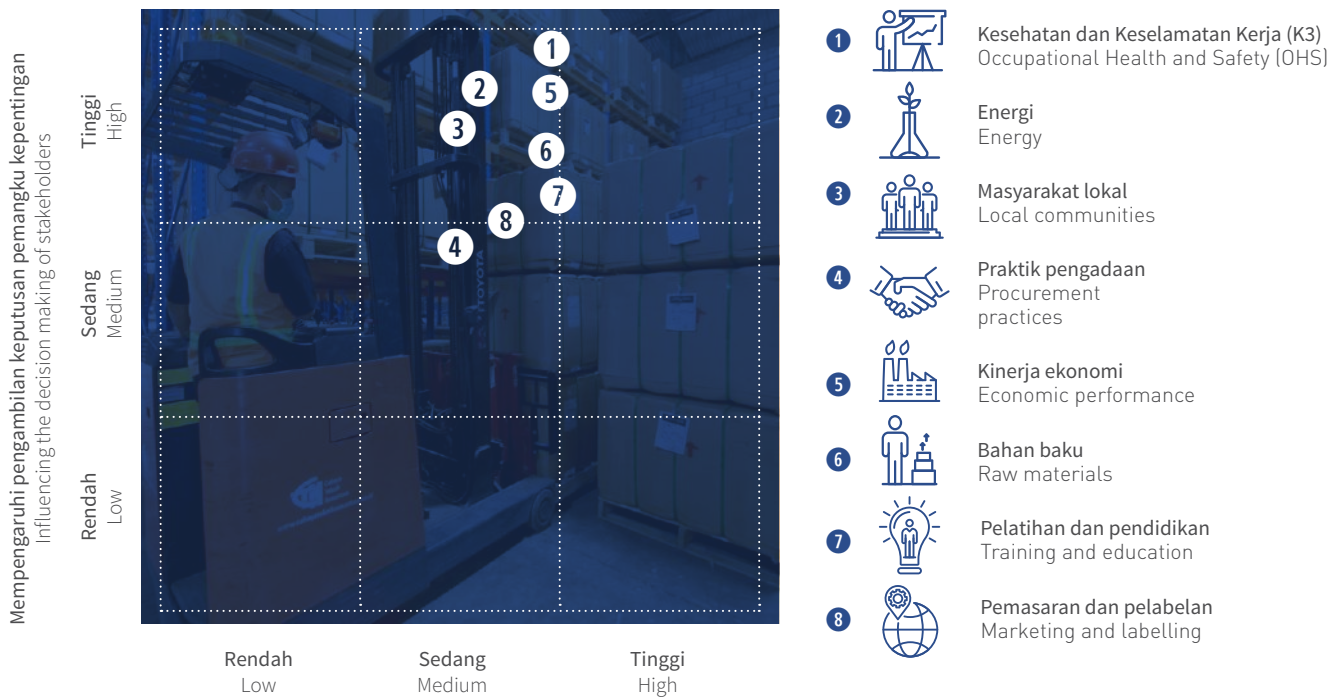 Mempengaruhi pengambilan keputusan pemangku kepentingan
Influencing the decision making of stakeholders
Tinggi
High
Sedang
Medium
Rendah
Low
1
2
5
3
6
7
8
4
TOYOTA
Rendah
Low
Sedang
Medium
Tinggi
High
1
Kesehatan dan Keselamatan Kerja (K3)
Occupational Health and Safety (OHS)
2
Energi
Energy
3
Masyarakat lokal
Local communities
4
Praktik pengadaan
Procurement
practices
5
Kinerja ekonomi
Economic performance
6
Bahan baku
Raw materials
7
Pelatihan dan pendidikan
Training and education
8
Pemasaran dan pelabelan
Marketing and labelling